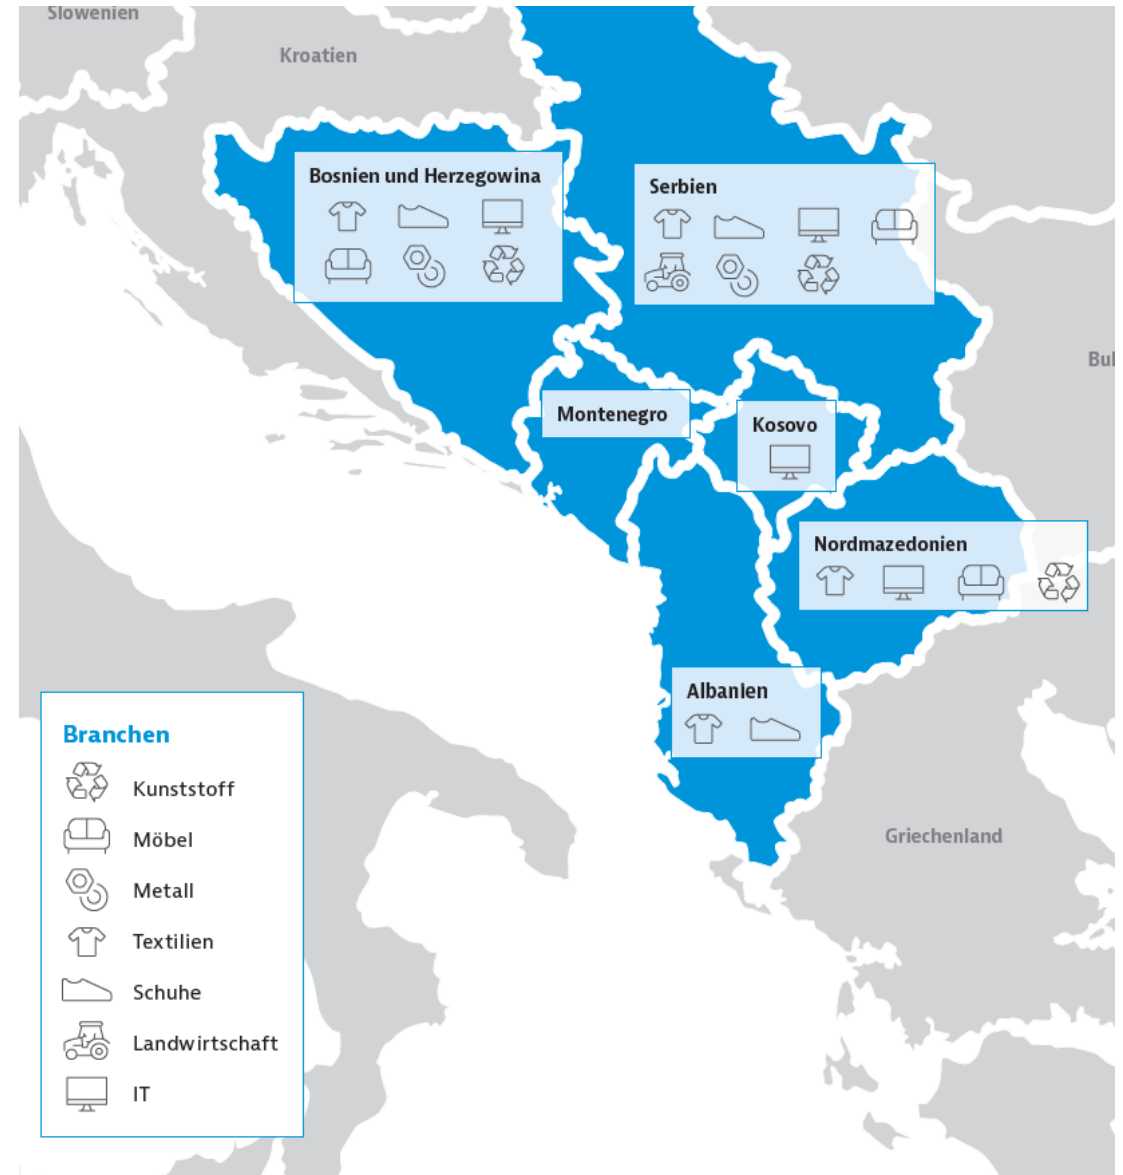 Slowenien
Kroatien
Bosnien und Herzegowina
Serbien
Bul
Montenegro
Kosovo
Nordmazedonien
Albanien
Griechenland
Branchen
Kunststoff
Möbel
Metall
Textilien
Schuhe
Landwirtschaft
IT